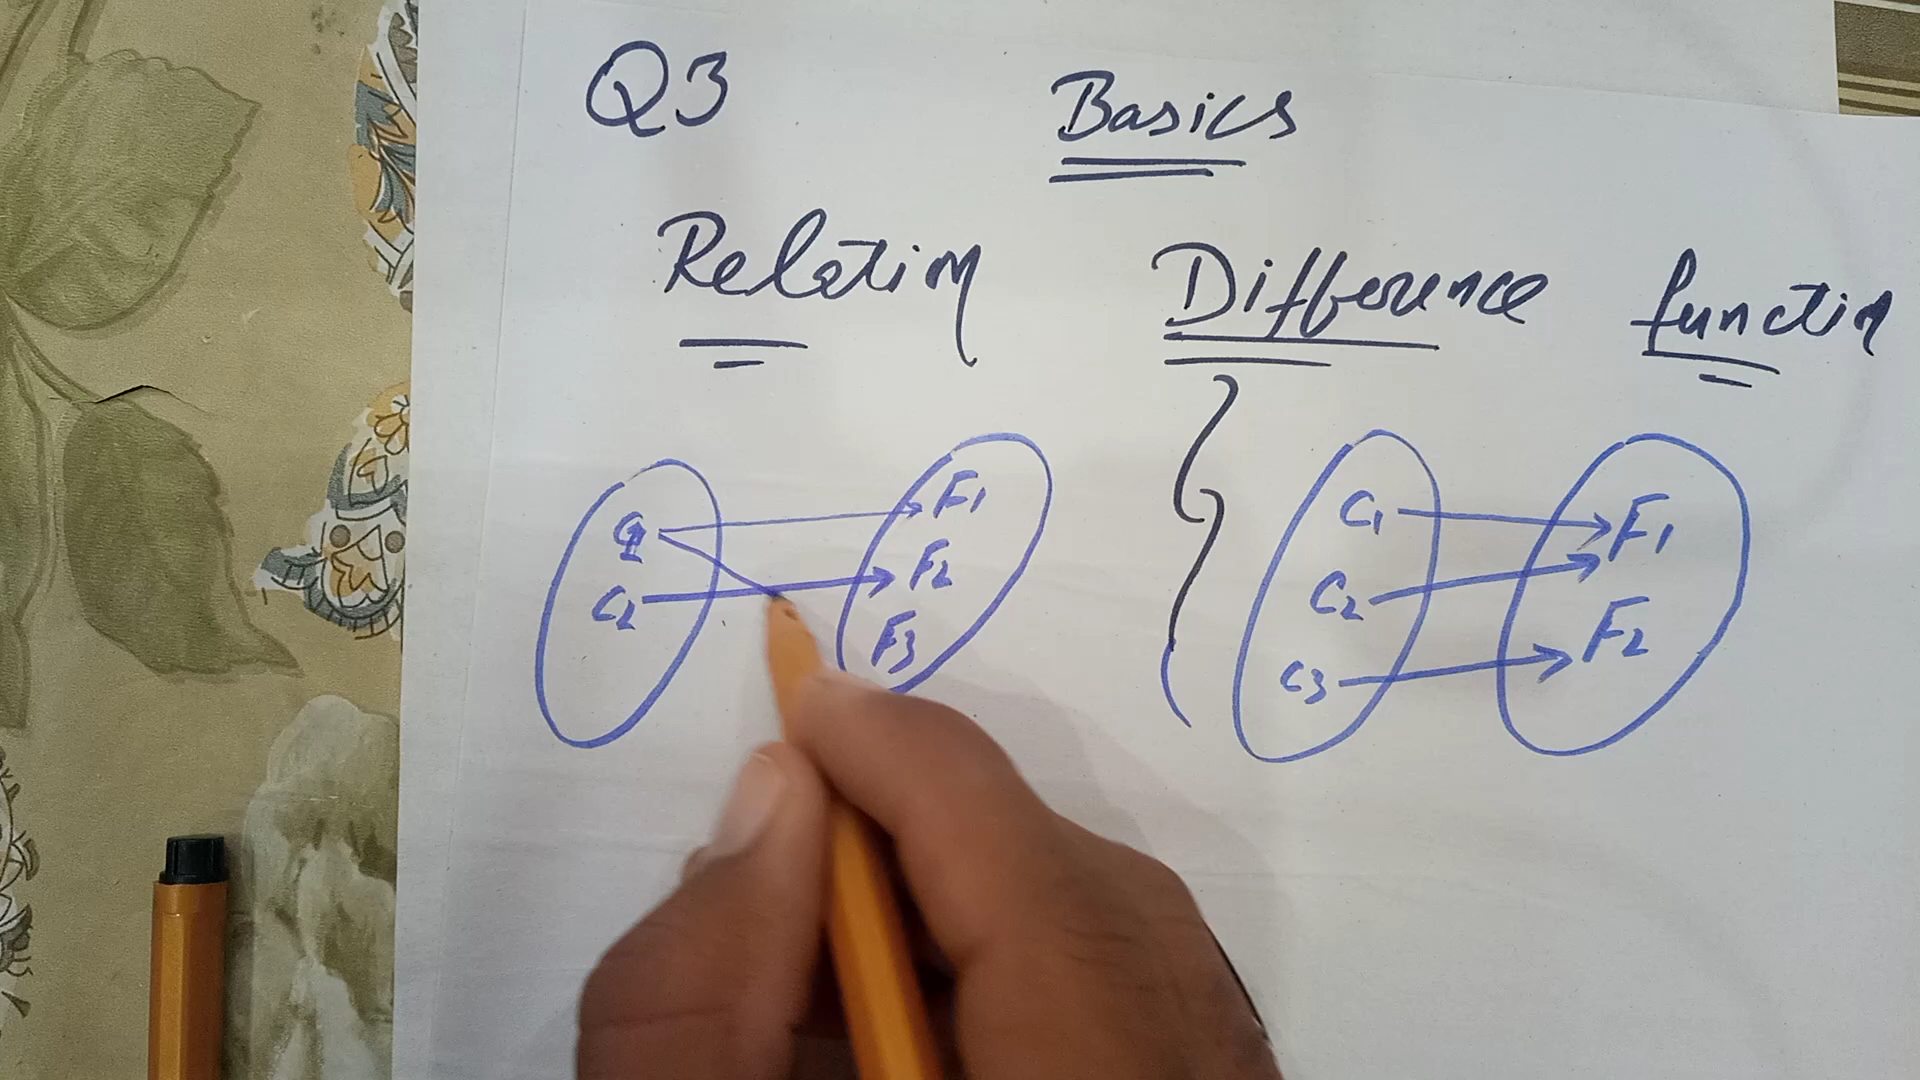 Q3 Basics
Relation Difference function
C1 F1 C1 F1
C2 F2 C2 F2
F3 C3